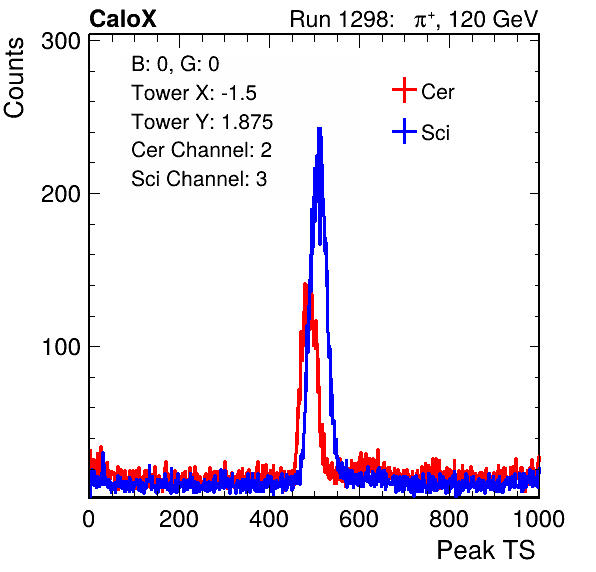 CaloX Run 1298: π⁺, 120 GeV
Counts
B: 0, G: 0
Tower X: -1.5
Tower Y: 1.875
Cer Channel: 2
Sci Channel: 3
Cer
Sci
300
200
100
0 200 400 600 800 1000
Peak TS